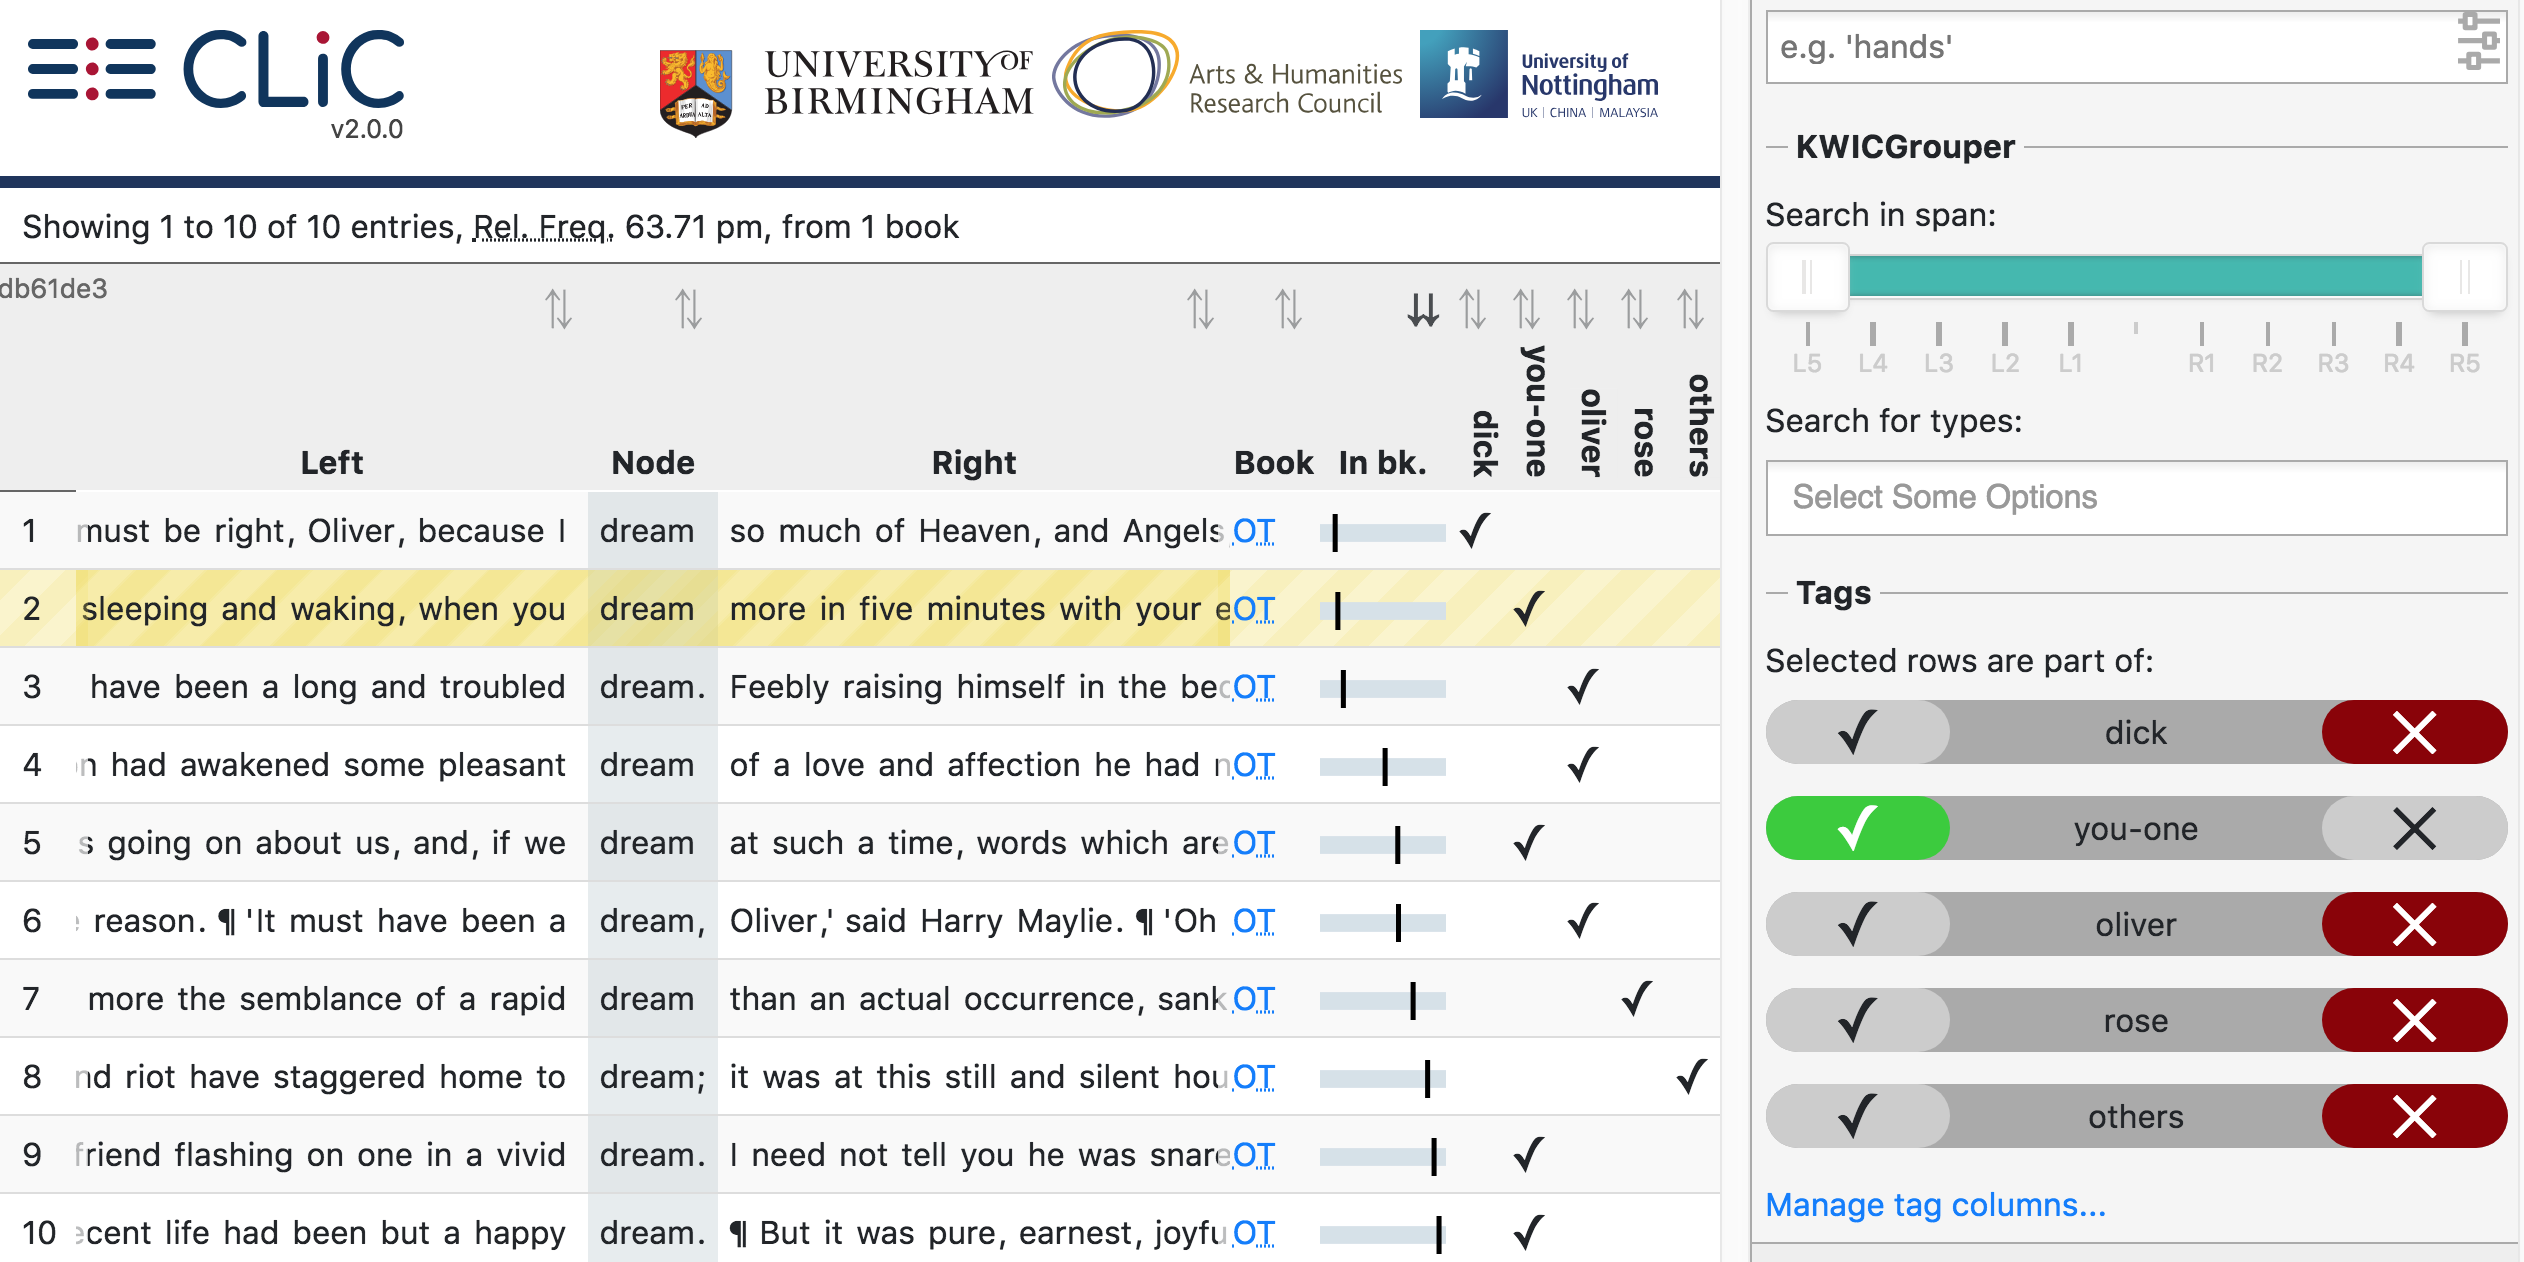 CLiC
v2.0.0
PER AD
ARDUA ALTA
UNIVERSITY OF
BIRMINGHAM
Arts & Humanities
Research Council
University of
Nottingham
UK | CHINA | MALAYSIA
Showing 1 to 10 of 10 entries, Rel. Freq. 63.71 pm, from 1 book
db61de3
Left Node Right Book In bk. dick you-one oliver rose others
1 must be right, Oliver, because I dream so much of Heaven, and Angels OT ✓
2 sleeping and waking, when you dream more in five minutes with your e OT ✓
3 have been a long and troubled dream. Feebly raising himself in the bed OT ✓
4 n had awakened some pleasant dream of a love and affection he had n OT ✓
5 s going on about us, and, if we dream at such a time, words which are OT ✓
6 reason. ¶ 'It must have been a dream, Oliver,' said Harry Maylie. ¶ 'Oh OT ✓
7 more the semblance of a rapid dream than an actual occurrence, sank OT ✓
8 nd riot have staggered home to dream; it was at this still and silent hou OT ✓
9 friend flashing on one in a vivid dream. I need not tell you he was snare OT ✓
10 ecent life had been but a happy dream. ¶ But it was pure, earnest, joyfu OT ✓
e.g. 'hands'
KWICGrouper
Search in span:
L5 L4 L3 L2 L1 R1 R2 R3 R4 R5
Search for types:
Select Some Options
Tags
Selected rows are part of:
✓ dick ✕
✓ you-one ✕
✓ oliver ✕
✓ rose ✕
✓ others ✕
Manage tag columns...